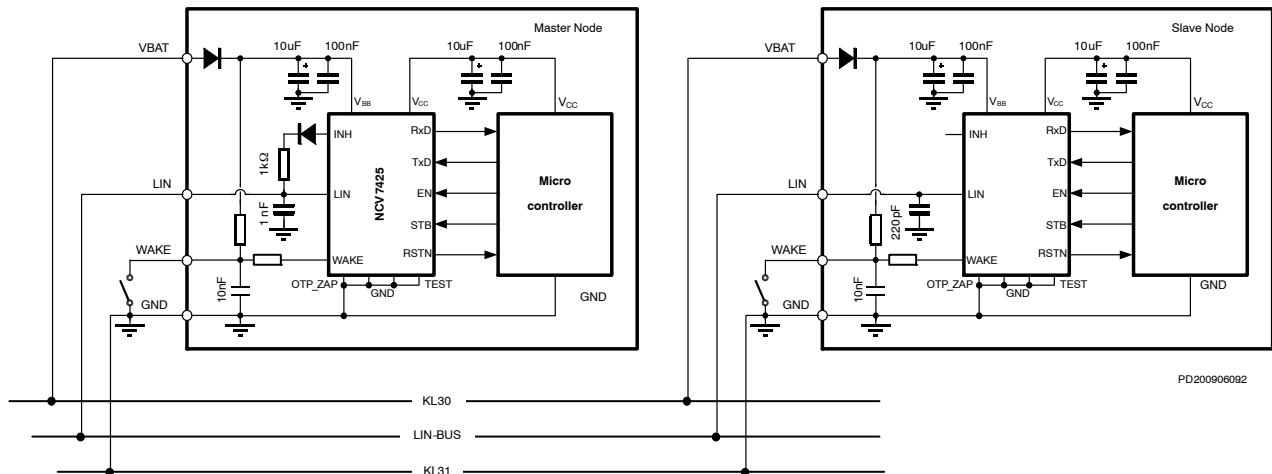 Master Node
VBAT
10uF
100nF
10uF
100nF
VBB
VCC
VCC
INH
RxD
1kΩ
TxD
NCV7425
Micro
controller
LIN
LIN
EN
1nF
STB
WAKE
WAKE
RSTN
OTP_ZAP
GND
TEST
10nF
GND
GND
Slave Node
VBAT
10uF
100nF
10uF
100nF
VBB
VCC
VCC
INH
RxD
TxD
Micro
controller
LIN
LIN
EN
220pF
STB
WAKE
WAKE
RSTN
OTP_ZAP
GND
TEST
10nF
GND
GND
PD200906092
KL30
LIN-BUS
KL31